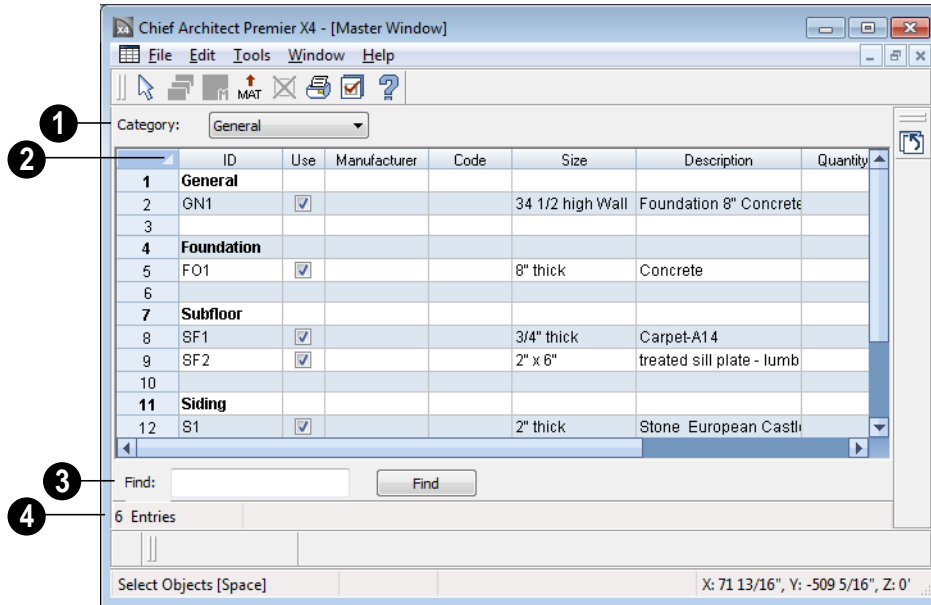 X4 Chief Architect Premier X4 - [Master Window]
File Edit Tools Window Help
M MAT
1 Category: General
2 ID Use Manufacturer Code Size Description Quantity
1 General
2 GN1 34 1/2 high Wall Foundation 8" Concrete
3
4 Foundation
5 FO1 8" thick Concrete
6
7 Subfloor
8 SF1 3/4" thick Carpet-A14
9 SF2 2" x 6" treated sill plate - lumb
10
11 Siding
12 S1 2" thick Stone European Castl
3 Find: Find
4 6 Entries
Select Objects [Space] X: 71 13/16", Y: -509 5/16", Z: 0'